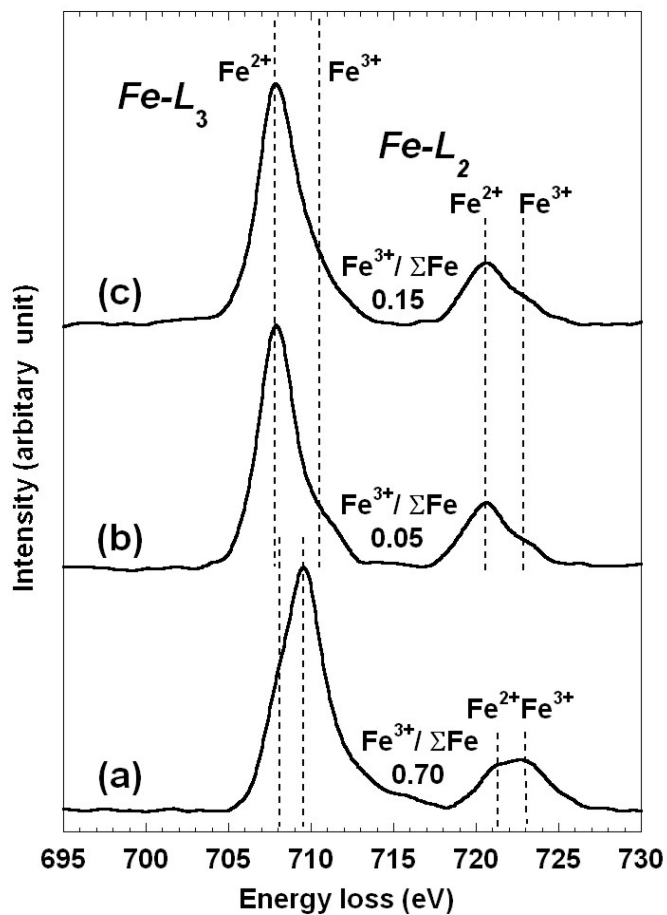 Fe²⁺ Fe³⁺
Fe-L₃
Fe-L₂
Fe²⁺ Fe³⁺
Fe³⁺/ ΣFe
0.15
(c)
Fe³⁺/ ΣFe
0.05
(b)
Fe²⁺Fe³⁺
Fe³⁺/ ΣFe
0.70
(a)
695 700 705 710 715 720 725 730
Energy loss (eV)
Intensity (arbitary unit)